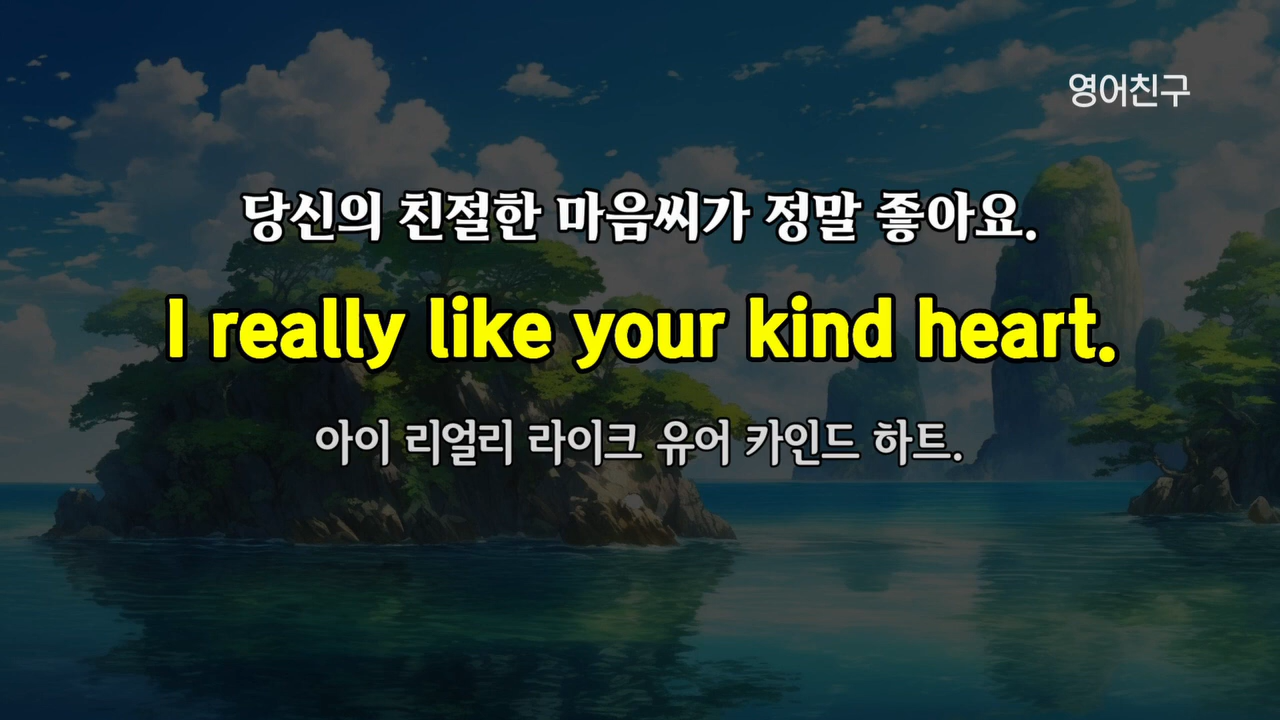 영어친구
당신의 친절한 마음씨가 정말 좋아요.
I really like your kind heart.
아이 리얼리 라이크 유어 카인드 하트.